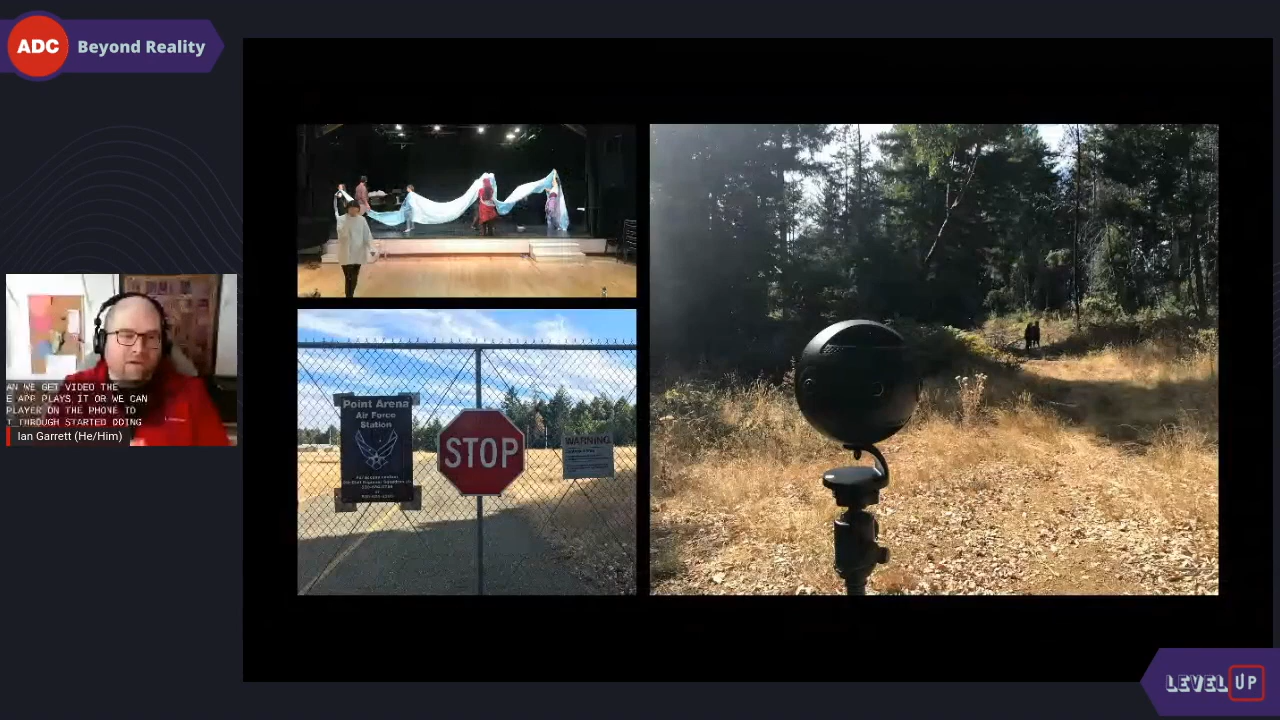 ADC
Beyond Reality
Point Arena
Air Force
Station
STOP
WARNING
AN WE GET VIDEO THE
E APP PLAYS IT OR WE CAN
PLAYER ON THE PHONE TO
T THROUGH STARTED DOING
Ian Garrett (He/Him)
LEVEL UP